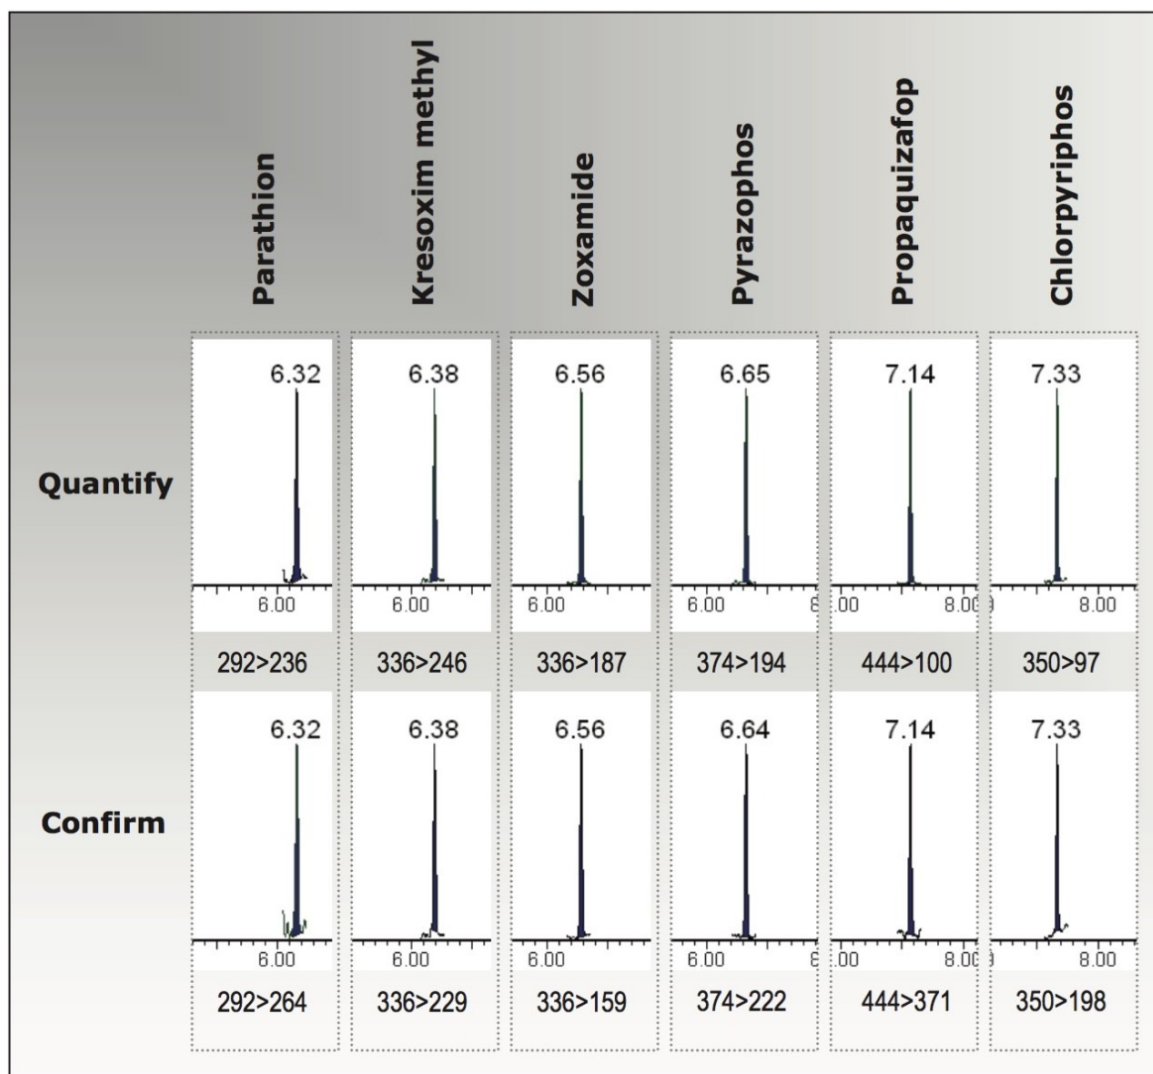 Parathion
Kresoxim methyl
Zoxamide
Pyrazophos
Propaquizafop
Chlorpyriphos
Quantify
6.32 6.38 6.56 6.65 7.14 7.33
6.00 6.00 6.00 6.00 8 :00 8.00 8.00
292>236 336>246 336>187 374>194 444>100 350>97
Confirm
6.32 6.38 6.56 6.64 7.14 7.33
6.00 6.00 6.00 6.00 8 :00 8.00 8.00
292>264 336>229 336>159 374>222 444>371 350>198